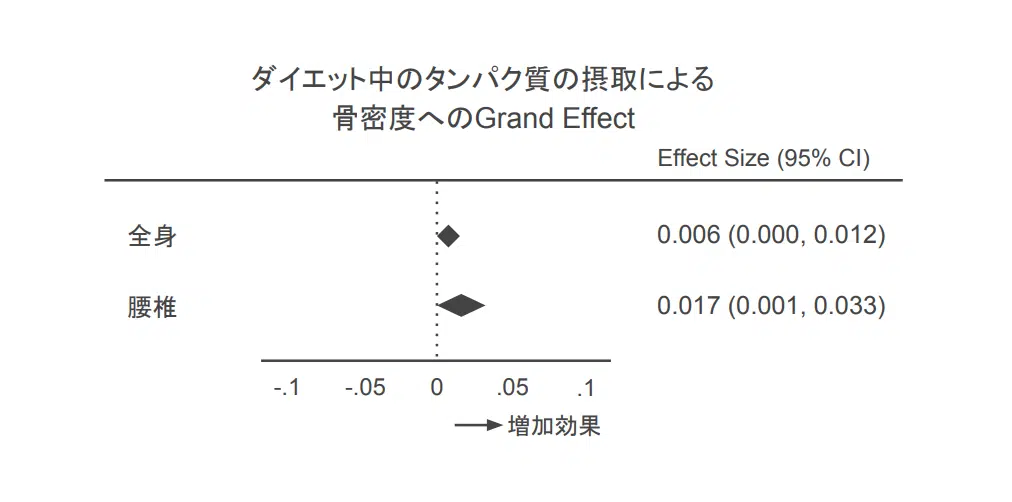 ダイエット中のタンパク質の摂取による
骨密度へのGrand Effect
Effect Size (95% CI)
全身 0.006 (0.000, 0.012)
腰椎 0.017 (0.001, 0.033)
-.1 -.05 0 .05 .1
増加効果